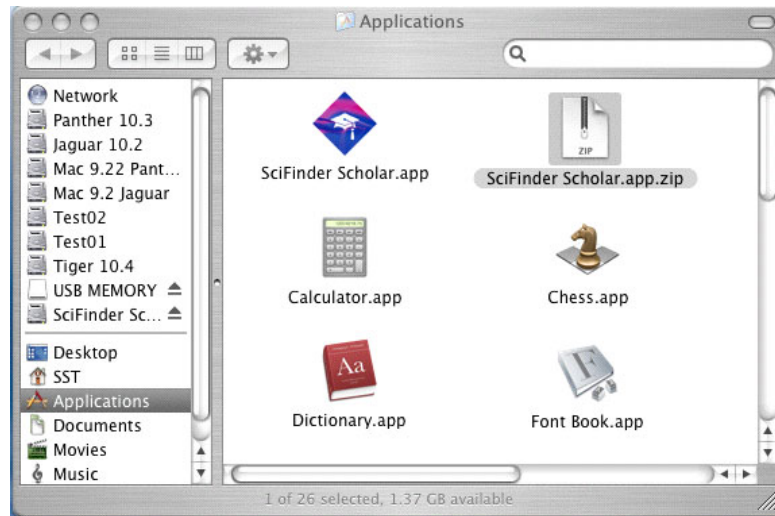 Applications
Network
Panther 10.3
Jaguar 10.2
Mac 9.22 Pant...
Mac 9.2 Jaguar
Test02
Test01
Tiger 10.4
USB MEMORY
SciFinder Sc...
Desktop
SST
Applications
Documents
Movies
Music
SciFinder Scholar.app
ZIP
SciFinder Scholar.app.zip
Calculator.app
Chess.app
Aa
Dictionary.app
F
Font Book.app
1 of 26 selected, 1.37 GB available